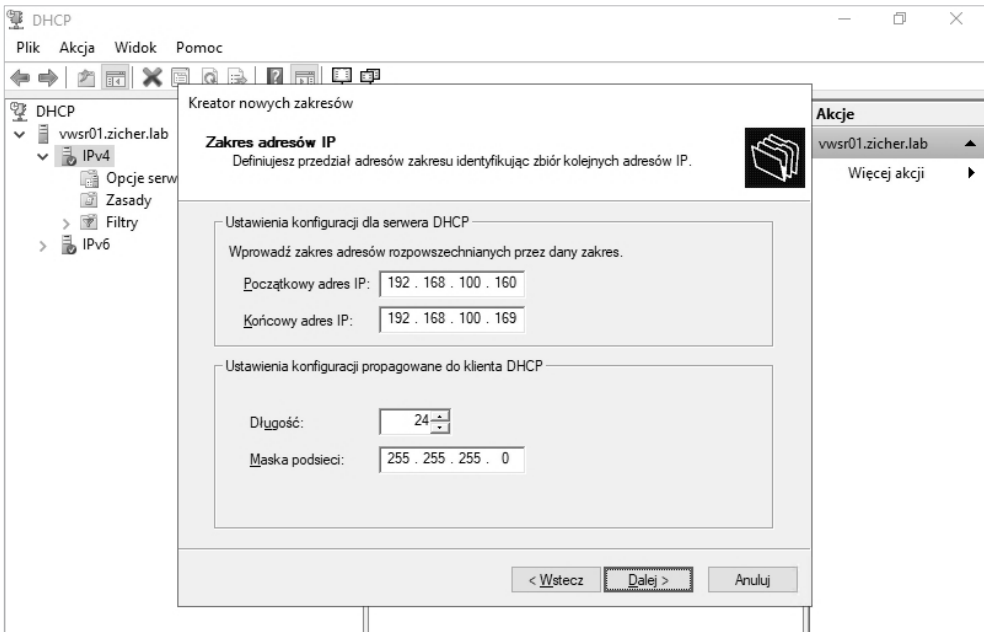 DHCP
Plik Akcja Widok Pomoc
DHCP
vwsr01.zicher.lab
IPv4
Opcje serw
Zasady
Filtry
IPv6
Kreator nowych zakresów
Zakres adresów IP
Definiujesz przedział adresów zakresu identyfikując zbiór kolejnych adresów IP.
Ustawienia konfiguracji dla serwera DHCP
Wprowadź zakres adresów rozpowszechnianych przez dany zakres.
Początkowy adres IP: 192 . 168 . 100 . 160
Końcowy adres IP: 192 . 168 . 100 . 169
Ustawienia konfiguracji propagowane do klienta DHCP
Długość: 24
Maska podsieci: 255 . 255 . 255 . 0
< Wstecz Dalej > Anuluj
Akcje
vwsr01.zicher.lab
Więcej akcji